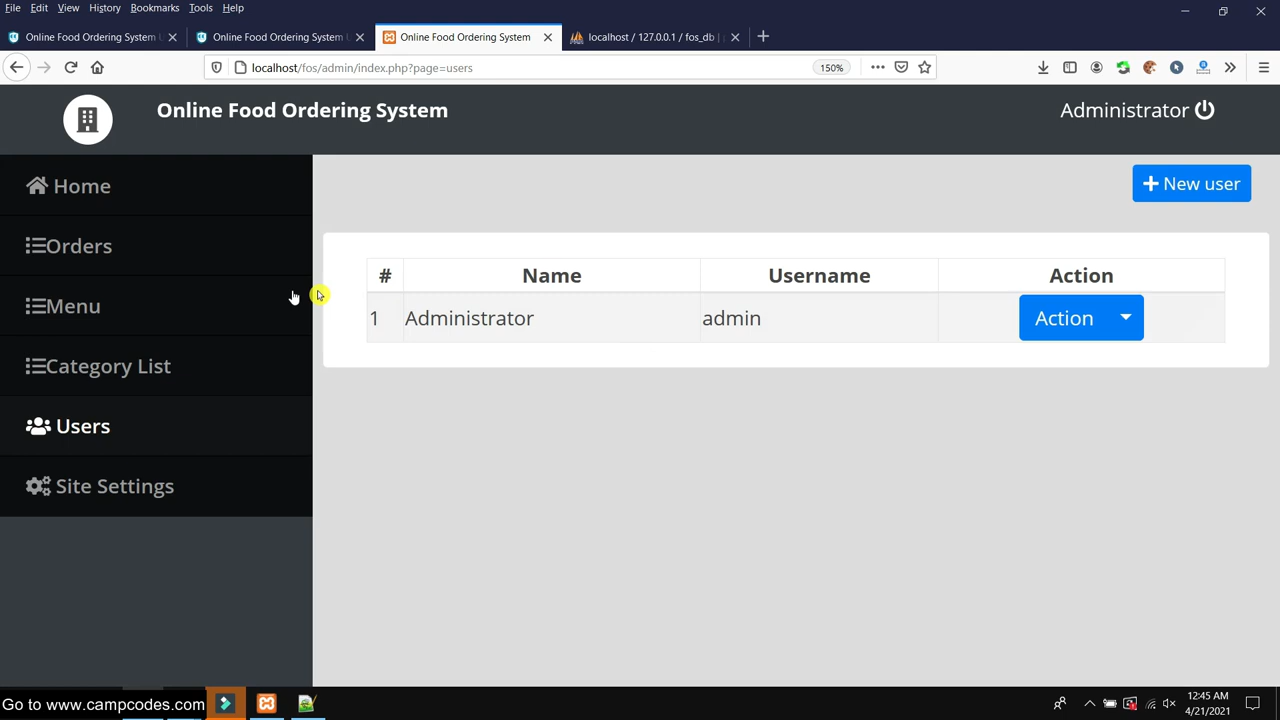 File Edit View History Bookmarks Tools Help
Online Food Ordering System U
Online Food Ordering System U
Online Food Ordering System
localhost / 127.0.0.1 / fos_db |
localhost/fos/admin/index.php?page=users
150%
Online Food Ordering System
Administrator
Home
Orders
Menu
Category List
Users
Site Settings
New user
# Name Username Action
1 Administrator admin Action
Go to www.campcodes.com
12:45 AM
4/21/2021